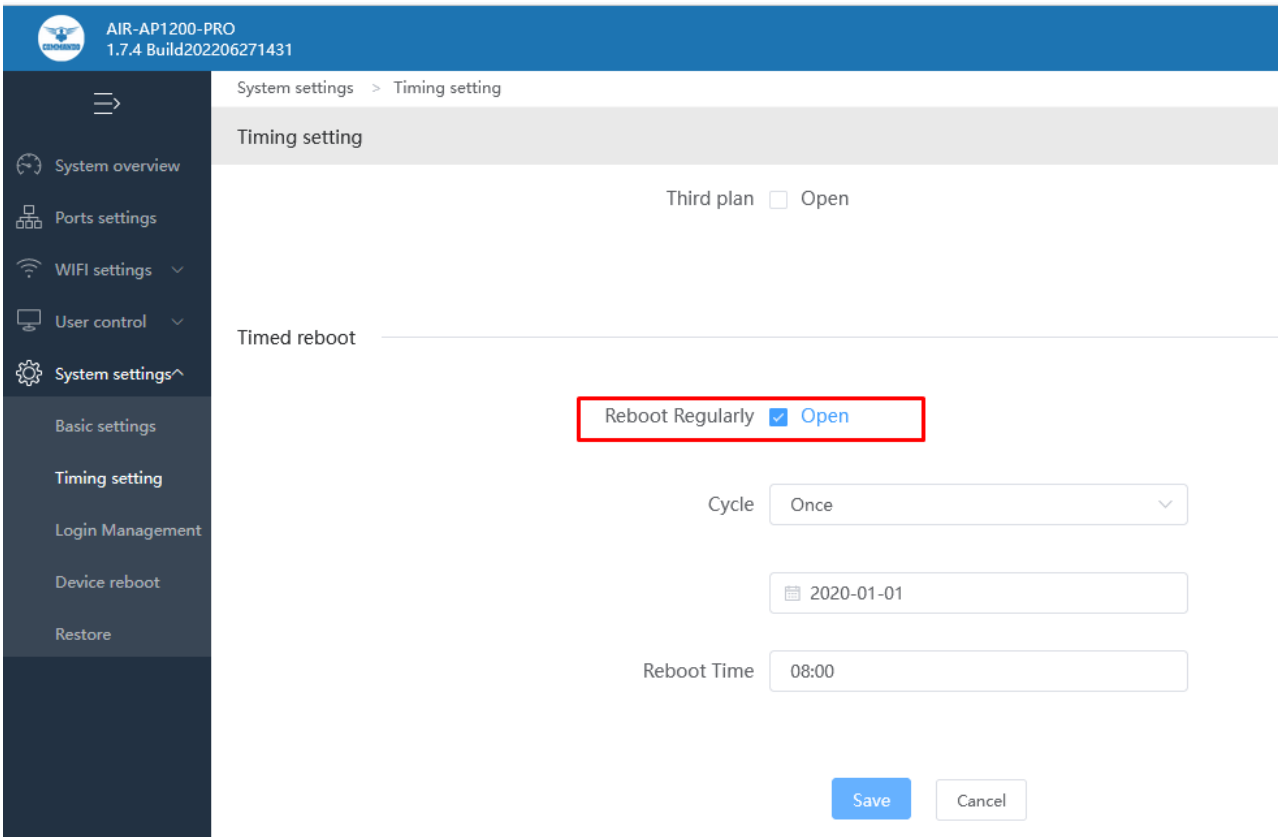 COMMANDO
AIR-AP1200-PRO
1.7.4 Build202206271431
System settings > Timing setting
Timing setting
System overview
Ports settings
WIFI settings
User control
System settings
Basic settings
Timing setting
Login Management
Device reboot
Restore
Third plan Open
Timed reboot
Reboot Regularly Open
Cycle Once
2020-01-01
Reboot Time 08:00
Save Cancel